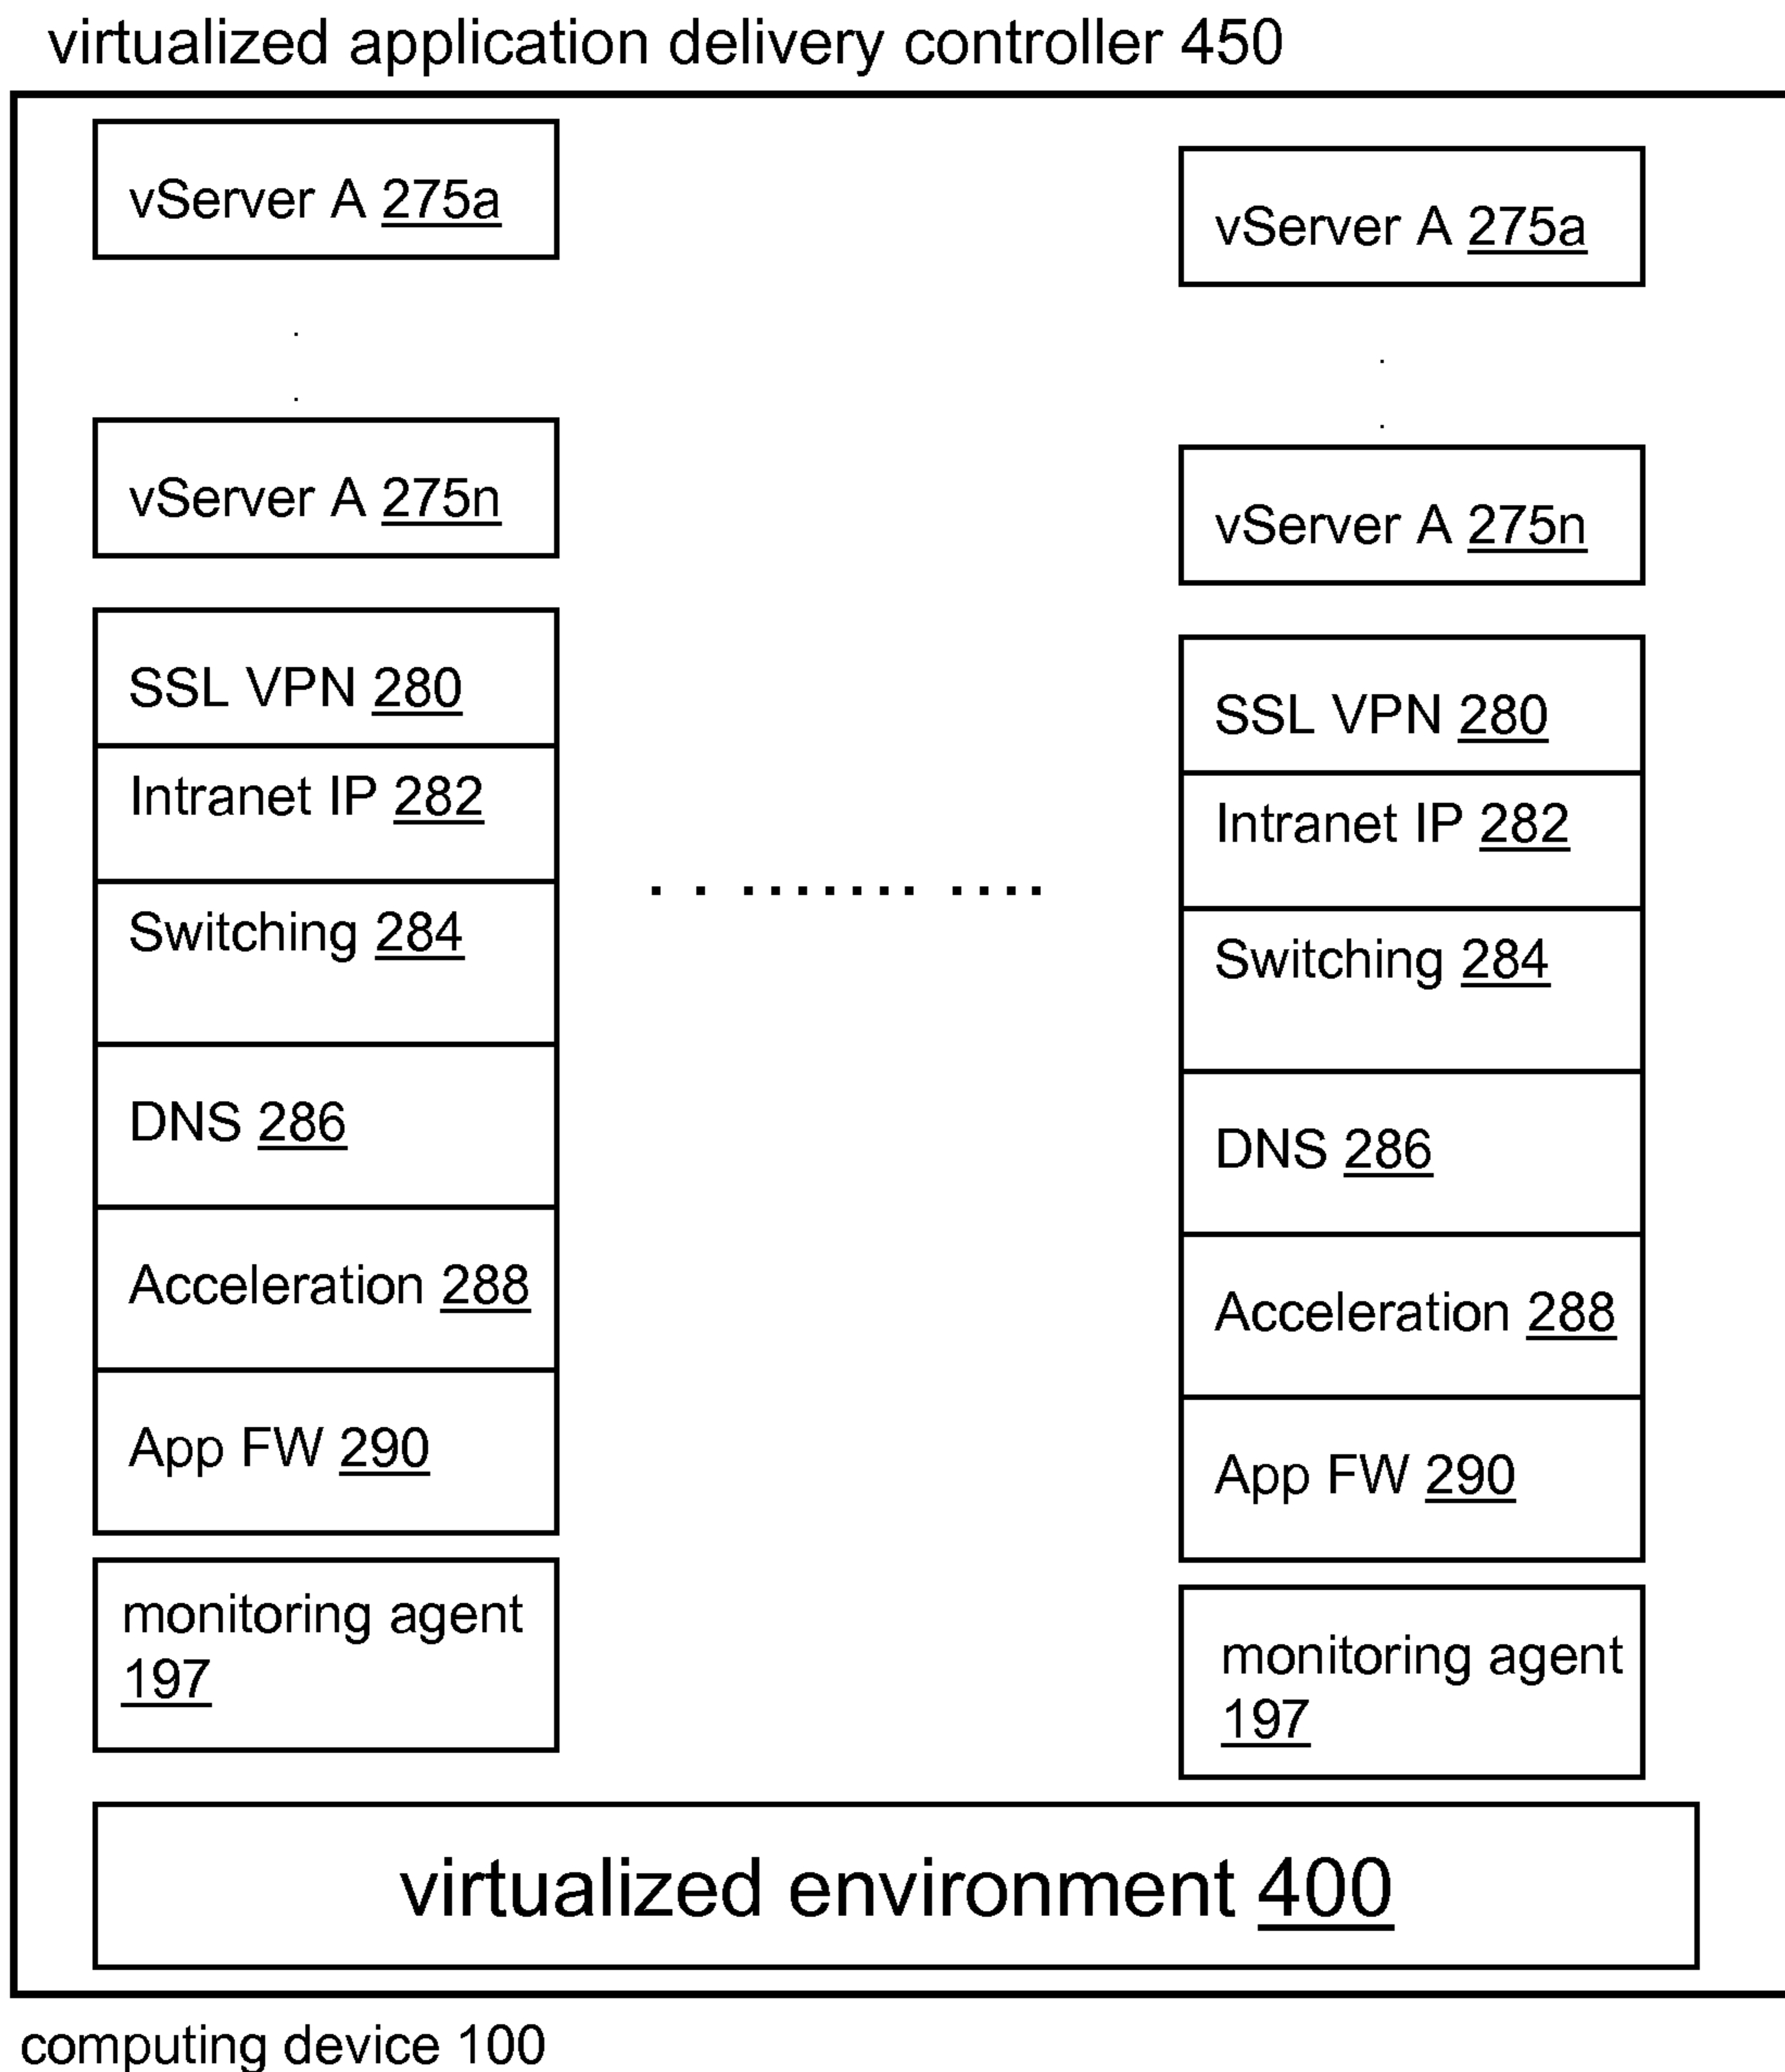 virtualized application delivery controller 450
vServer A 275a
vServer A 275n
SSL VPN 280
Intranet IP 282
Switching 284
DNS 286
Acceleration 288
App FW 290
monitoring agent
197
vServer A 275a
vServer A 275n
SSL VPN 280
Intranet IP 282
Switching 284
DNS 286
Acceleration 288
App FW 290
monitoring agent
197
virtualized environment 400
computing device 100